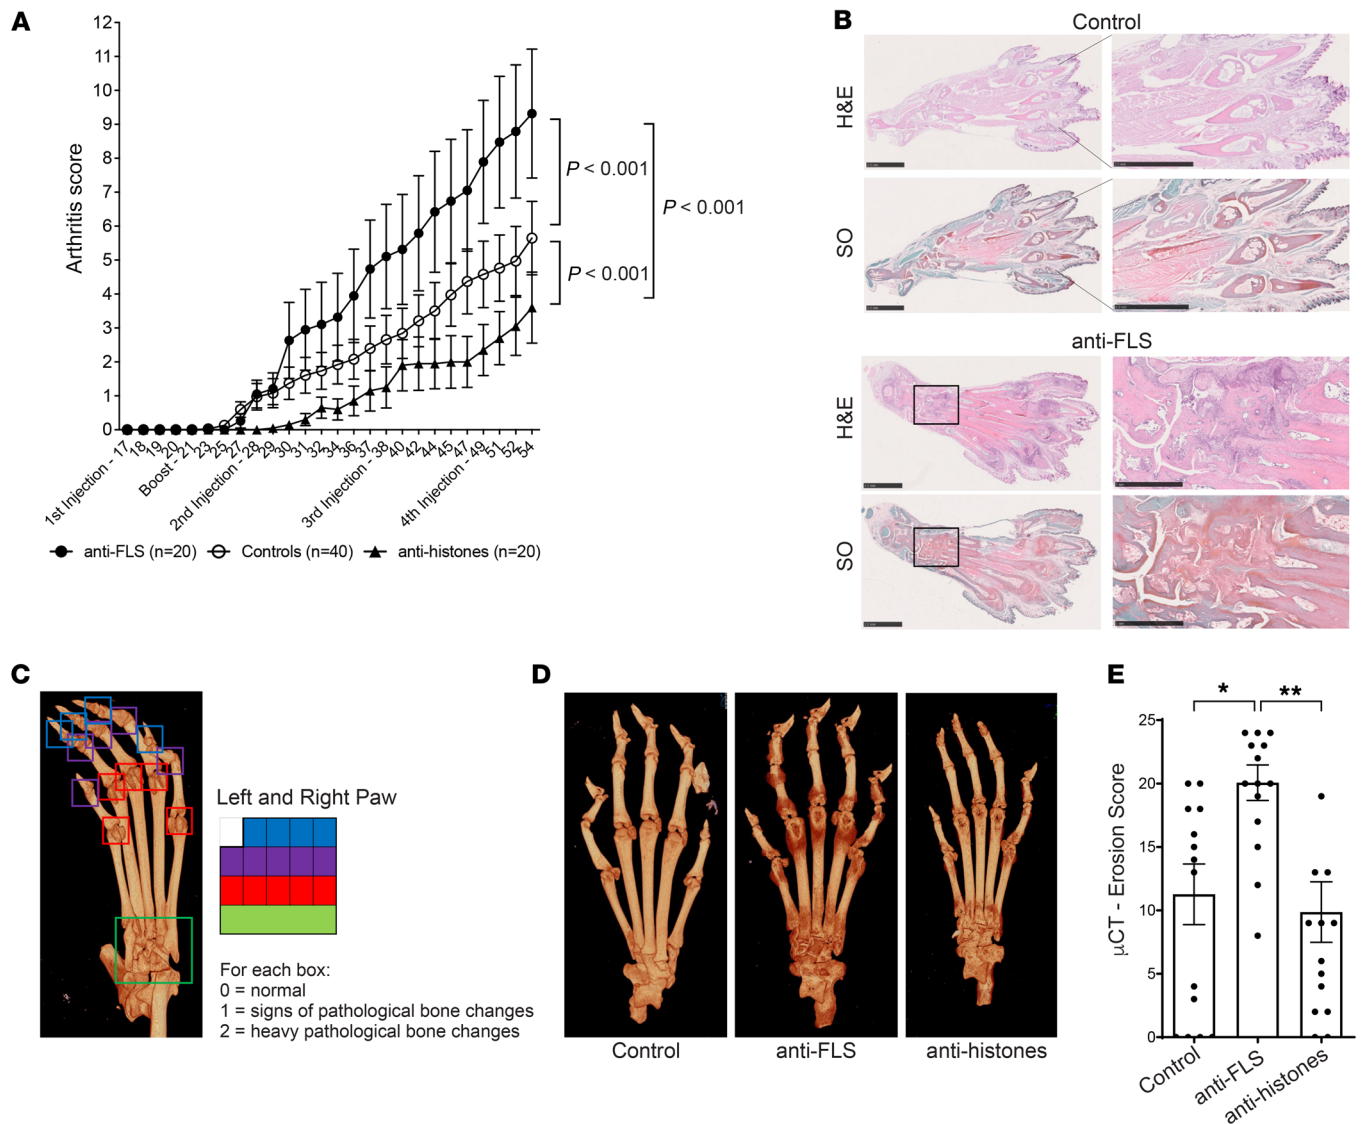 A
12
11
10
9
8
7
6
5
4
3
2
1
0
Arthritis score
P < 0.001
P < 0.001
P < 0.001
1st Injection - 17
18
19
20
Boost - 21
23
25
27
2nd Injection - 28
29
30
31
32
34
36
37
3rd Injection - 38
40
42
44
45
47
4th Injection - 49
51
52
54
anti-FLS (n=20)
Controls (n=40)
anti-histones (n=20)
B
Control
H&E
SO
anti-FLS
H&E
SO
C
Left and Right Paw
For each box:
0 = normal
1 = signs of pathological bone changes
2 = heavy pathological bone changes
D
Control
anti-FLS
anti-histones
E
* **
25
20
15
10
5
0
µCT - Erosion Score
Control
anti-FLS
anti-histones